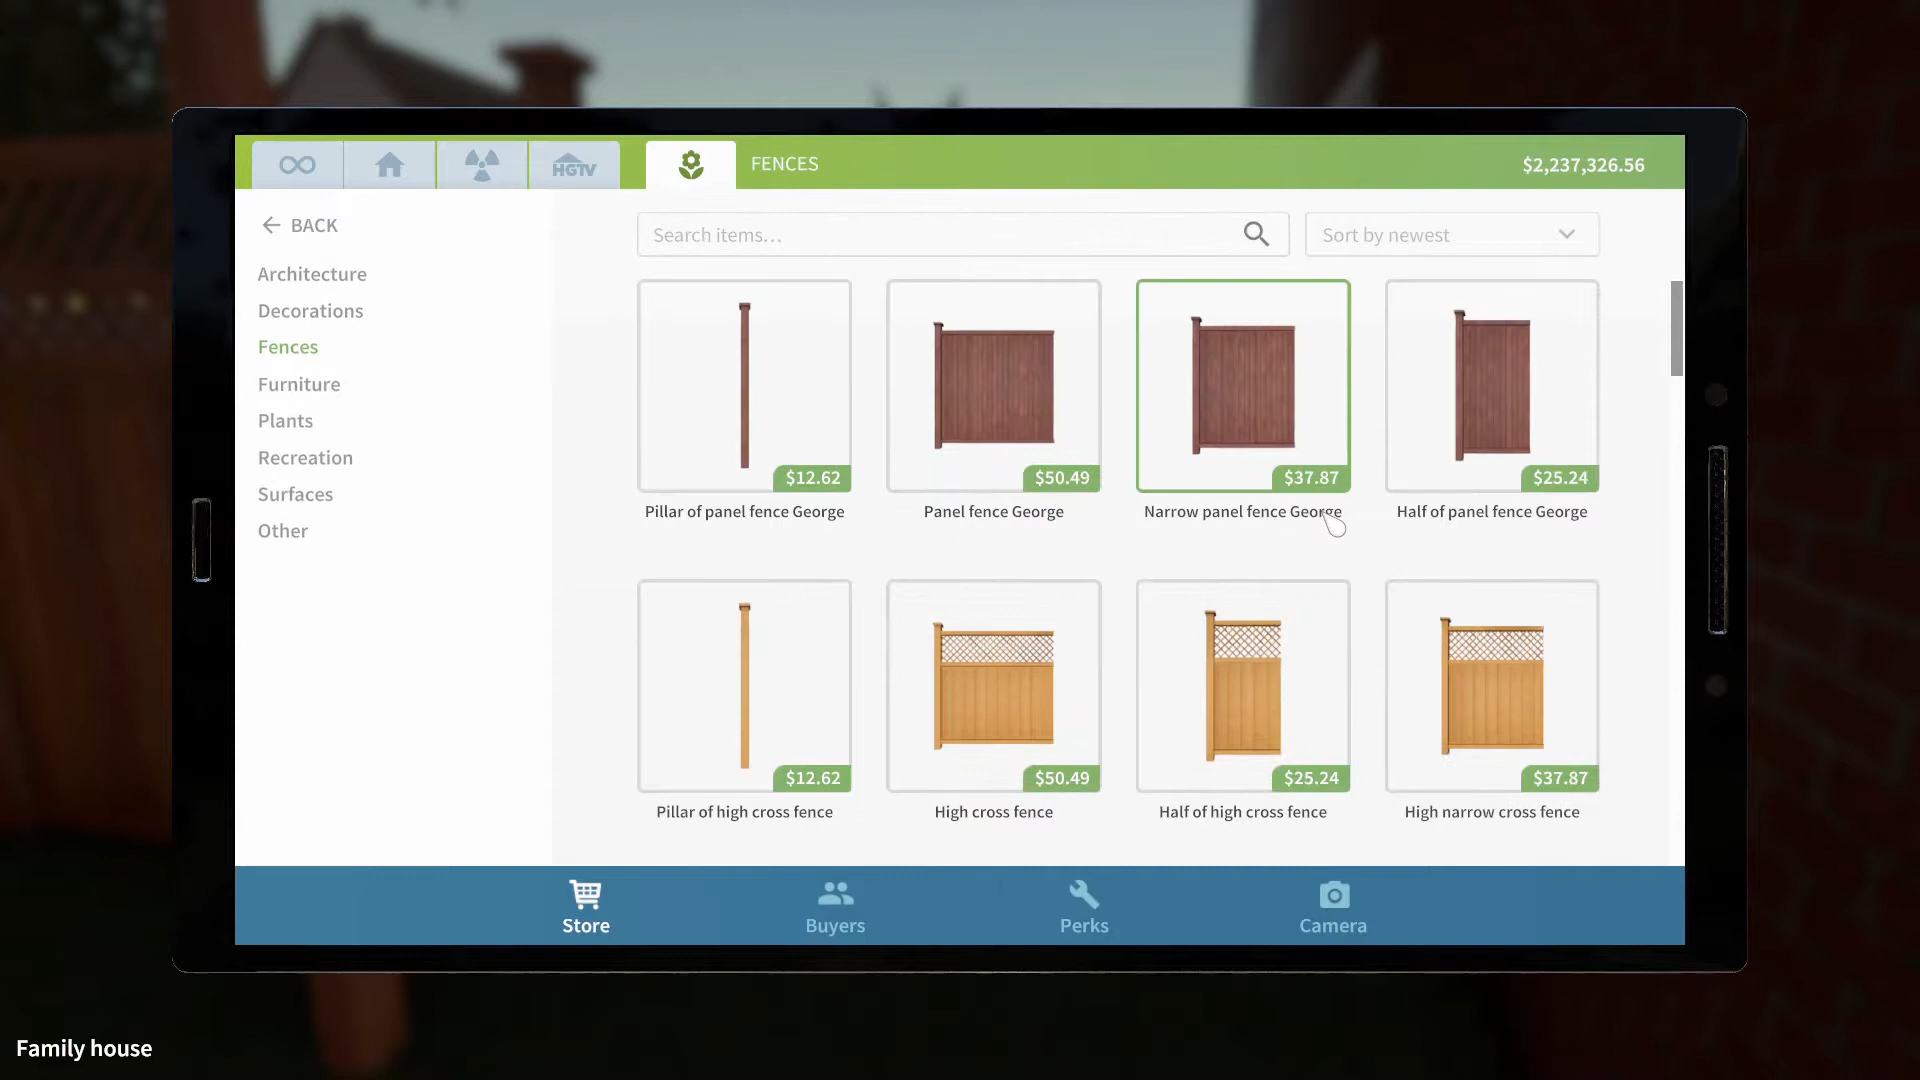 HGTV
FENCES
$2,237,326.56
BACK
Architecture
Decorations
Fences
Furniture
Plants
Recreation
Surfaces
Other
Search items...
Sort by newest
$12.62
$50.49
$37.87
$25.24
Pillar of panel fence George
Panel fence George
Narrow panel fence George
Half of panel fence George
$12.62
$50.49
$25.24
$37.87
Pillar of high cross fence
High cross fence
Half of high cross fence
High narrow cross fence
Store
Buyers
Perks
Camera
Family house